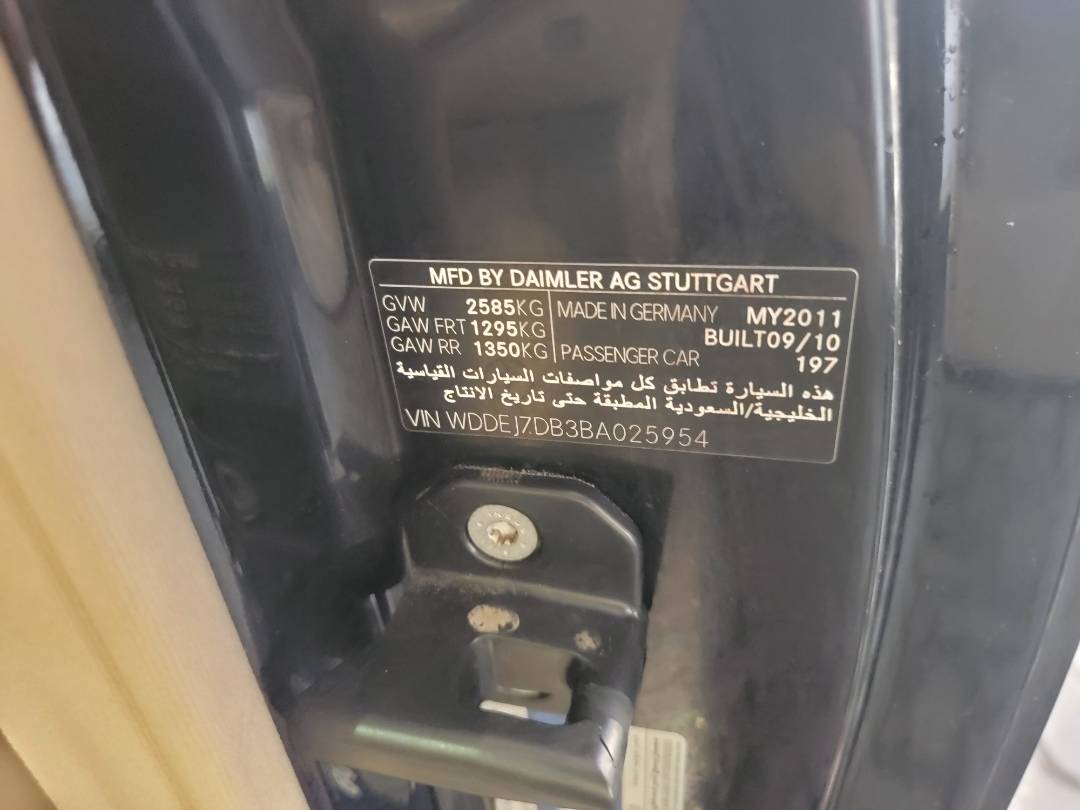 MFD BY DAIMLER AG STUTTGART
GVW 2585KG
GAW FRT 1295KG
GAW RR 1350KG
MADE IN GERMANY MY2011
BUILT09/10
PASSENGER CAR 197
هذه السيارة تطابق كل مواصفات السيارات القياسية
الخليجية/السعودية المطبقة حتى تاريخ الانتاج
VIN WDDEJ7DB3BA025954